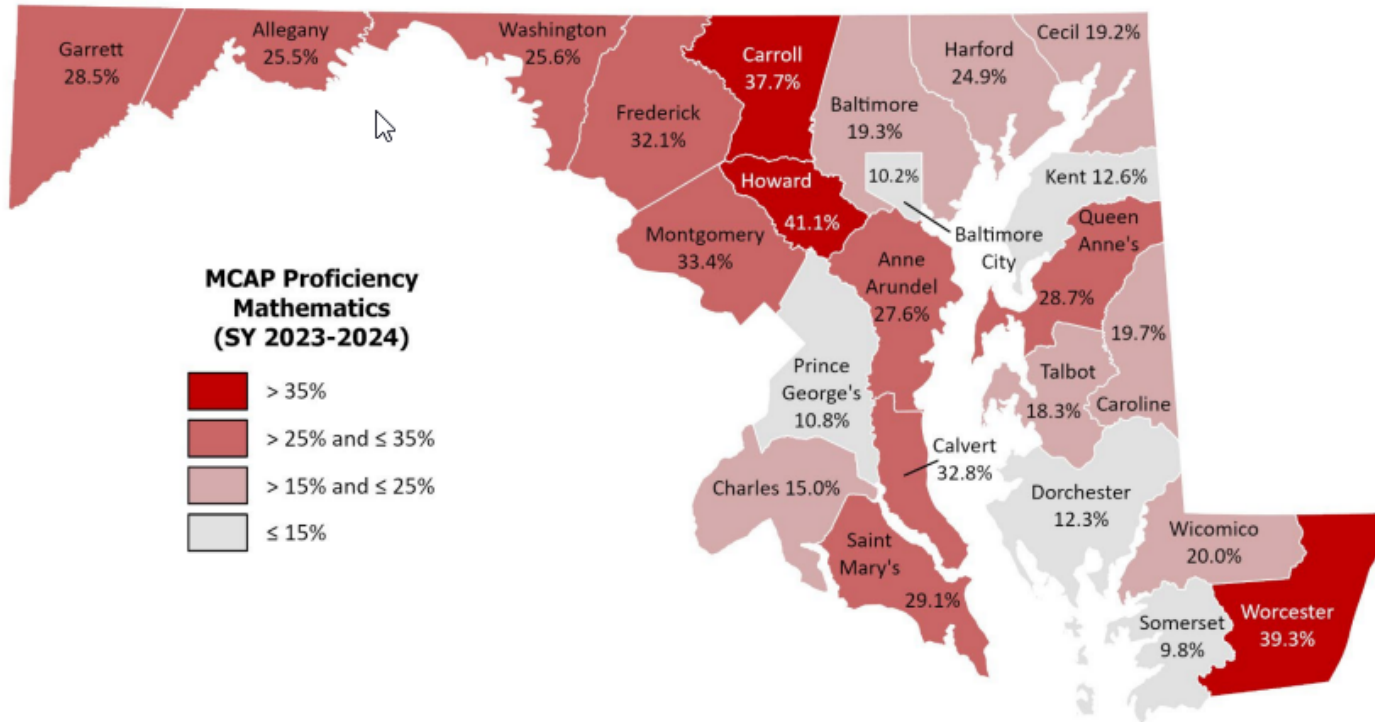 Garrett
28.5%
Allegany
25.5%
Washington
25.6%
Frederick
32.1%
Carroll
37.7%
Baltimore
19.3%
Harford
24.9%
Cecil 19.2%
Howard
41.1%
10.2%
Baltimore
City
Kent 12.6%
Queen
Anne's
28.7%
Montgomery
33.4%
Anne
Arundel
27.6%
MCAP Proficiency
Mathematics
(SY 2023-2024)
> 35%
> 25% and ≤ 35%
> 15% and ≤ 25%
≤ 15%
Prince
George's
10.8%
Talbot
18.3%
19.7%
Caroline
Calvert
32.8%
Charles 15.0%
Dorchester
12.3%
Saint
Mary's
29.1%
Wicomico
20.0%
Somerset
9.8%
Worcester
39.3%